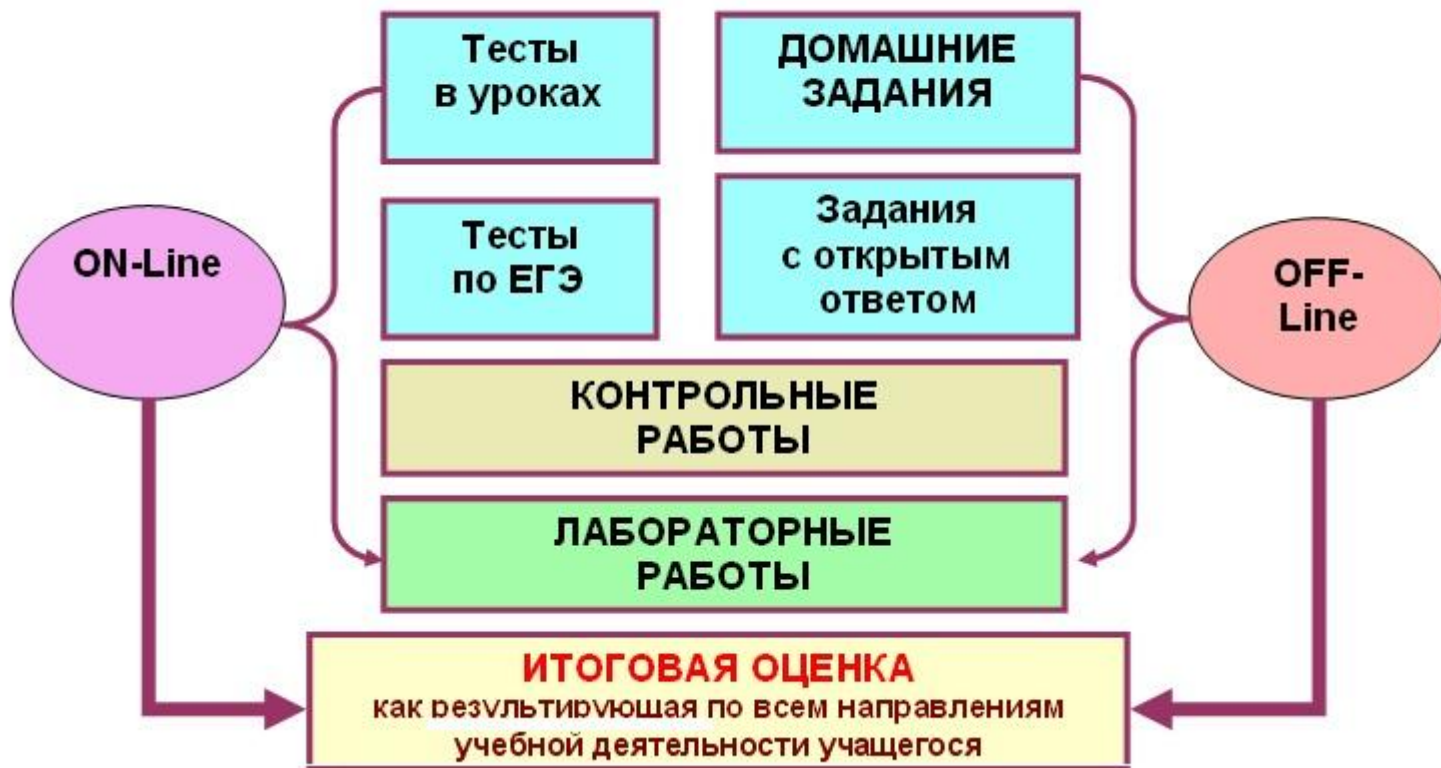 Тесты
в уроках
ДОМАШНИЕ
ЗАДАНИЯ
ON-Line
Тесты
по ЕГЭ
Задания
с открытым
ответом
OFF-
Line
КОНТРОЛЬНЫЕ
РАБОТЫ
ЛАБОРАТОРНЫЕ
РАБОТЫ
ИТОГОВАЯ ОЦЕНКА
как результирующая по всем направлениям
учебной деятельности учащегося